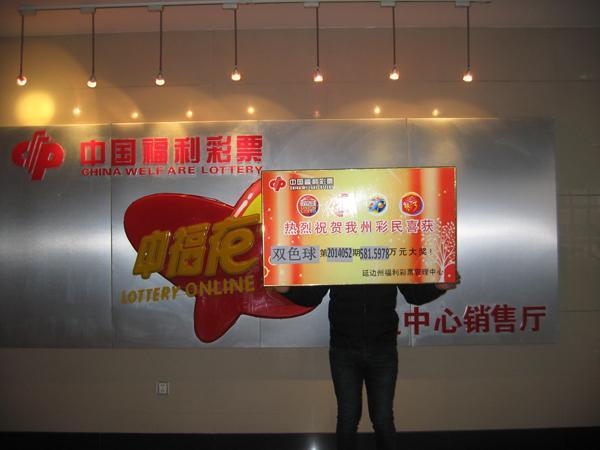 中国福利彩票
CHINA WELFARE LOTTERY
中福在
LOTTERY ONLINE
中国福利彩票
CHINA WELFARE LOTTERY
热烈祝贺我州彩民喜获
双色球第2014052期581.5978万元大奖!
延边州福利彩票管理中心
中心销售厅